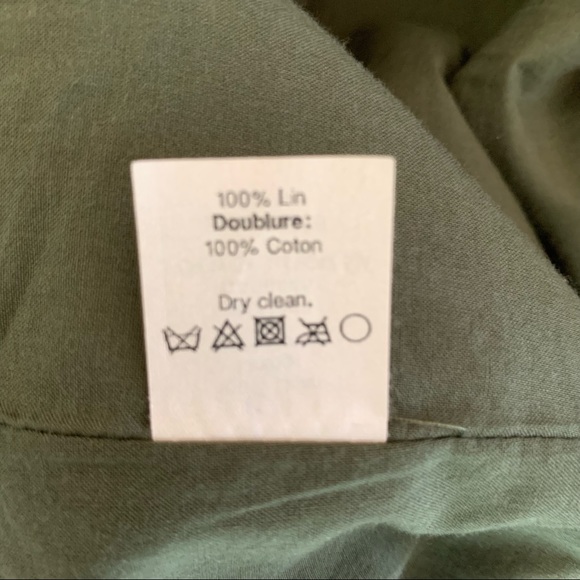 100% Lin
Doublure:
100% Coton
Dry clean.